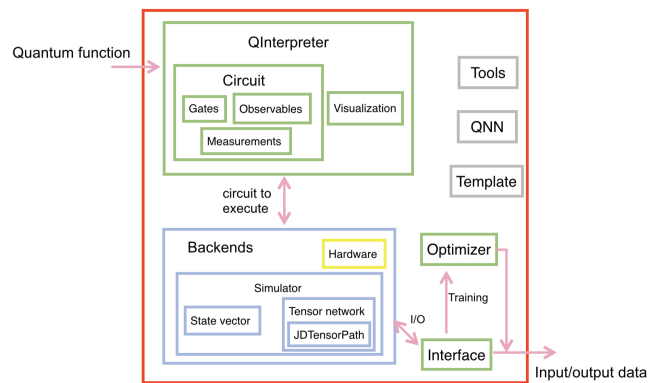 Quantum function
QInterpreter
Circuit
Gates
Observables
Measurements
Visualization
Tools
QNN
Template
circuit to
execute
Backends
Hardware
Simulator
State vector
Tensor network
JDTensorPath
I/O
Optimizer
Training
Interface
Input/output data